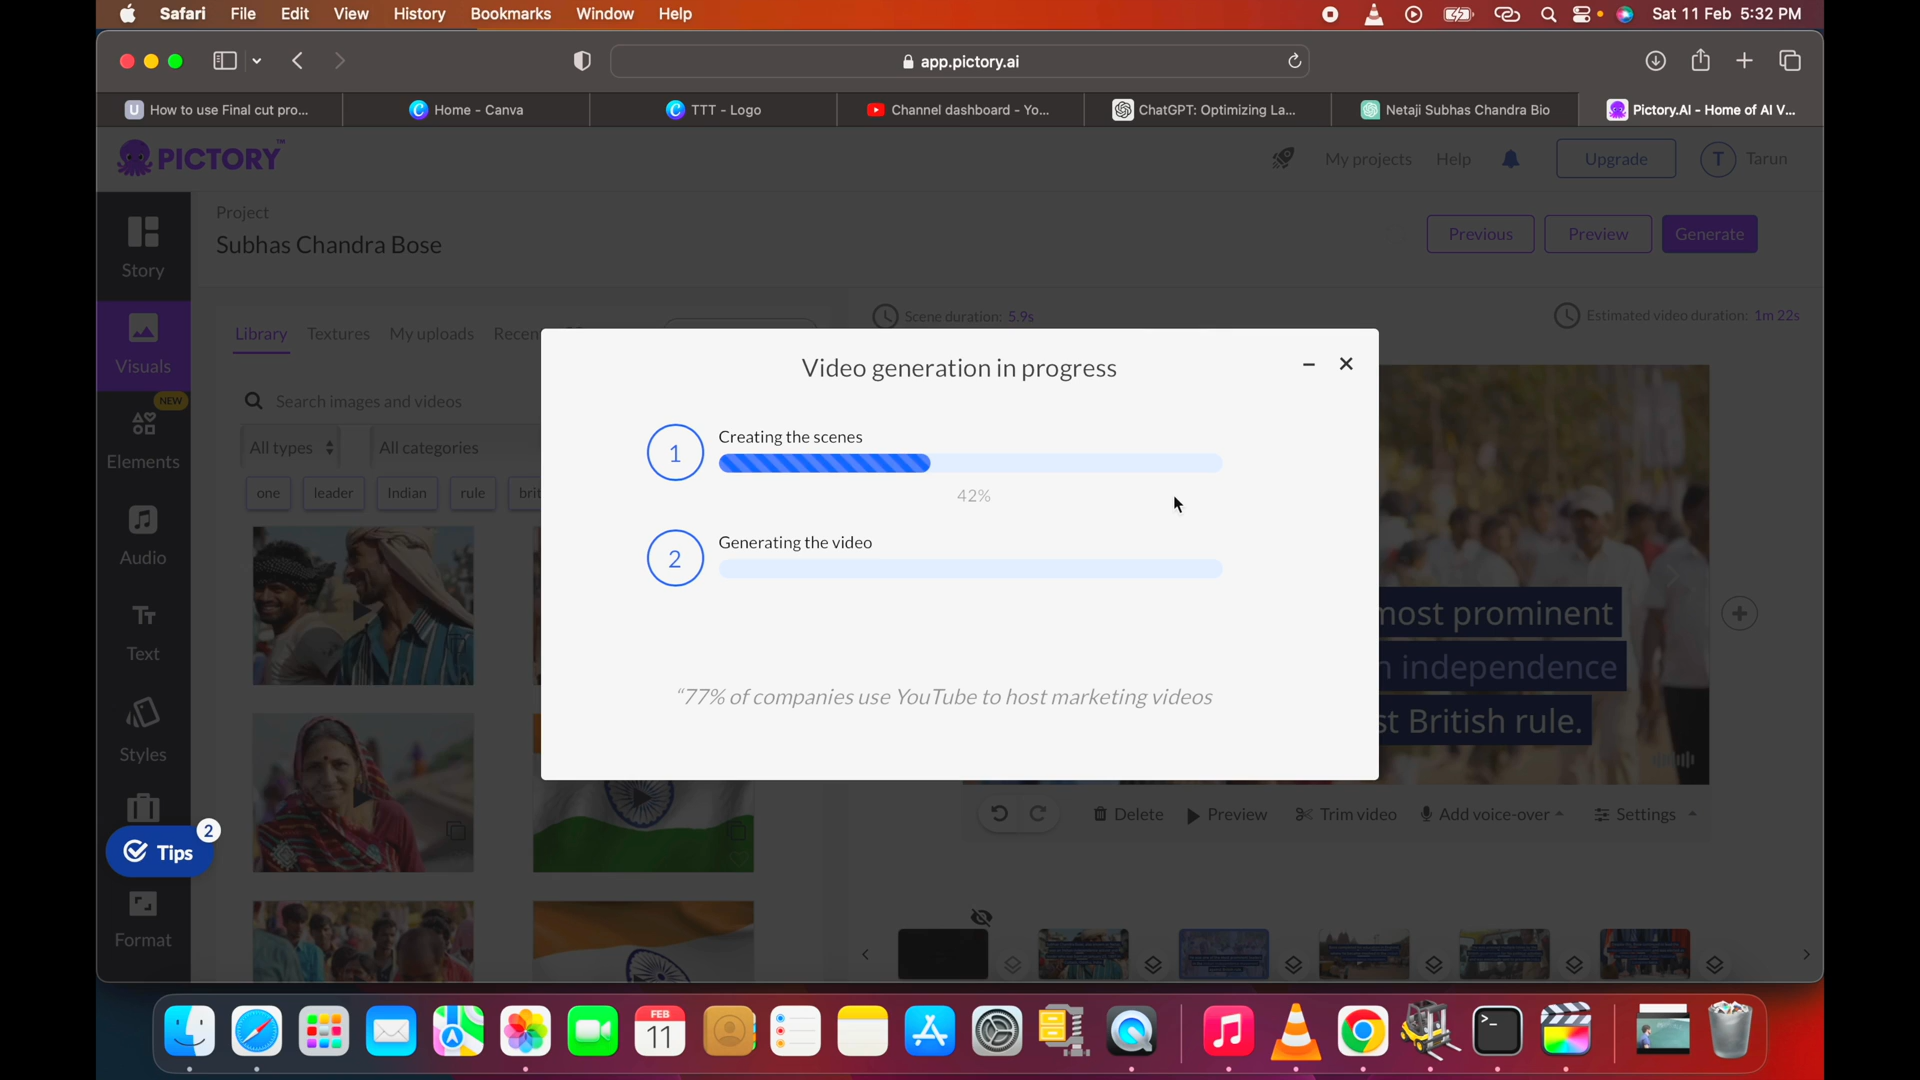 Safari File Edit View History Bookmarks Window Help Sat 11 Feb 5:32 PM
app.pictory.ai
How to use Final cut pro... Home - Canva TTT - Logo Channel dashboard - Yo... ChatGPT: Optimizing La... Netaji Subhas Chandra Bio Pictory.AI - Home of AI V...
PICTORY™ My projects Help Upgrade T Tarun
Project
Subhas Chandra Bose
Previous Preview Generate
Story
Visuals
NEW
Elements
Audio
Text
Styles
Tips 2
Format
Library Textures My uploads Recen
Search images and videos
All types All categories
one leader Indian rule brit
Scene duration: 5.9s Estimated video duration: 1m 22s
Video generation in progress
1 Creating the scenes
42%
2 Generating the video
“77% of companies use YouTube to host marketing videos
most prominent
independence
st British rule.
Delete Preview Trim video Add voice-over Settings
FEB
11